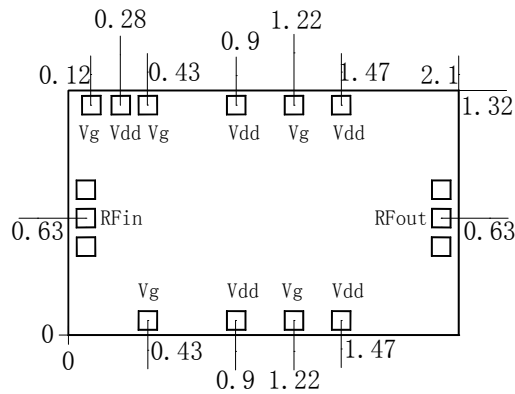 0.28 1.22
0.9
0.12 0.43 1.47 2.1
1.32
Vg Vdd Vg Vdd Vg Vdd
RFin RFout
0.63 0.63
Vg Vdd Vg Vdd
0
0 0.43 1.47
0.9 1.22